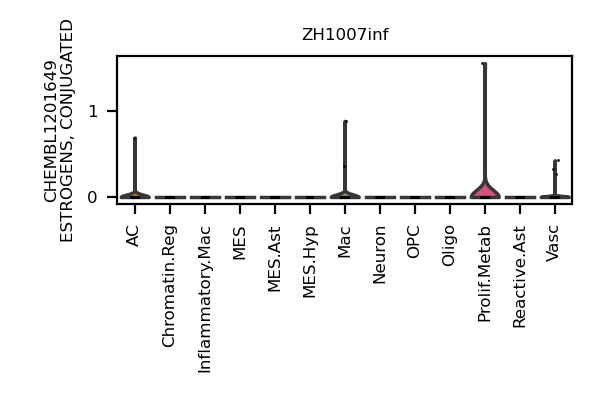 ZH1007inf
CHEMBL1201649
ESTROGENS, CONJUGATED
1
0
AC
Chromatin.Reg
Inflammatory.Mac
MES
MES.Ast
MES.Hyp
Mac
Neuron
OPC
Oligo
Prolif.Metab
Reactive.Ast
Vasc